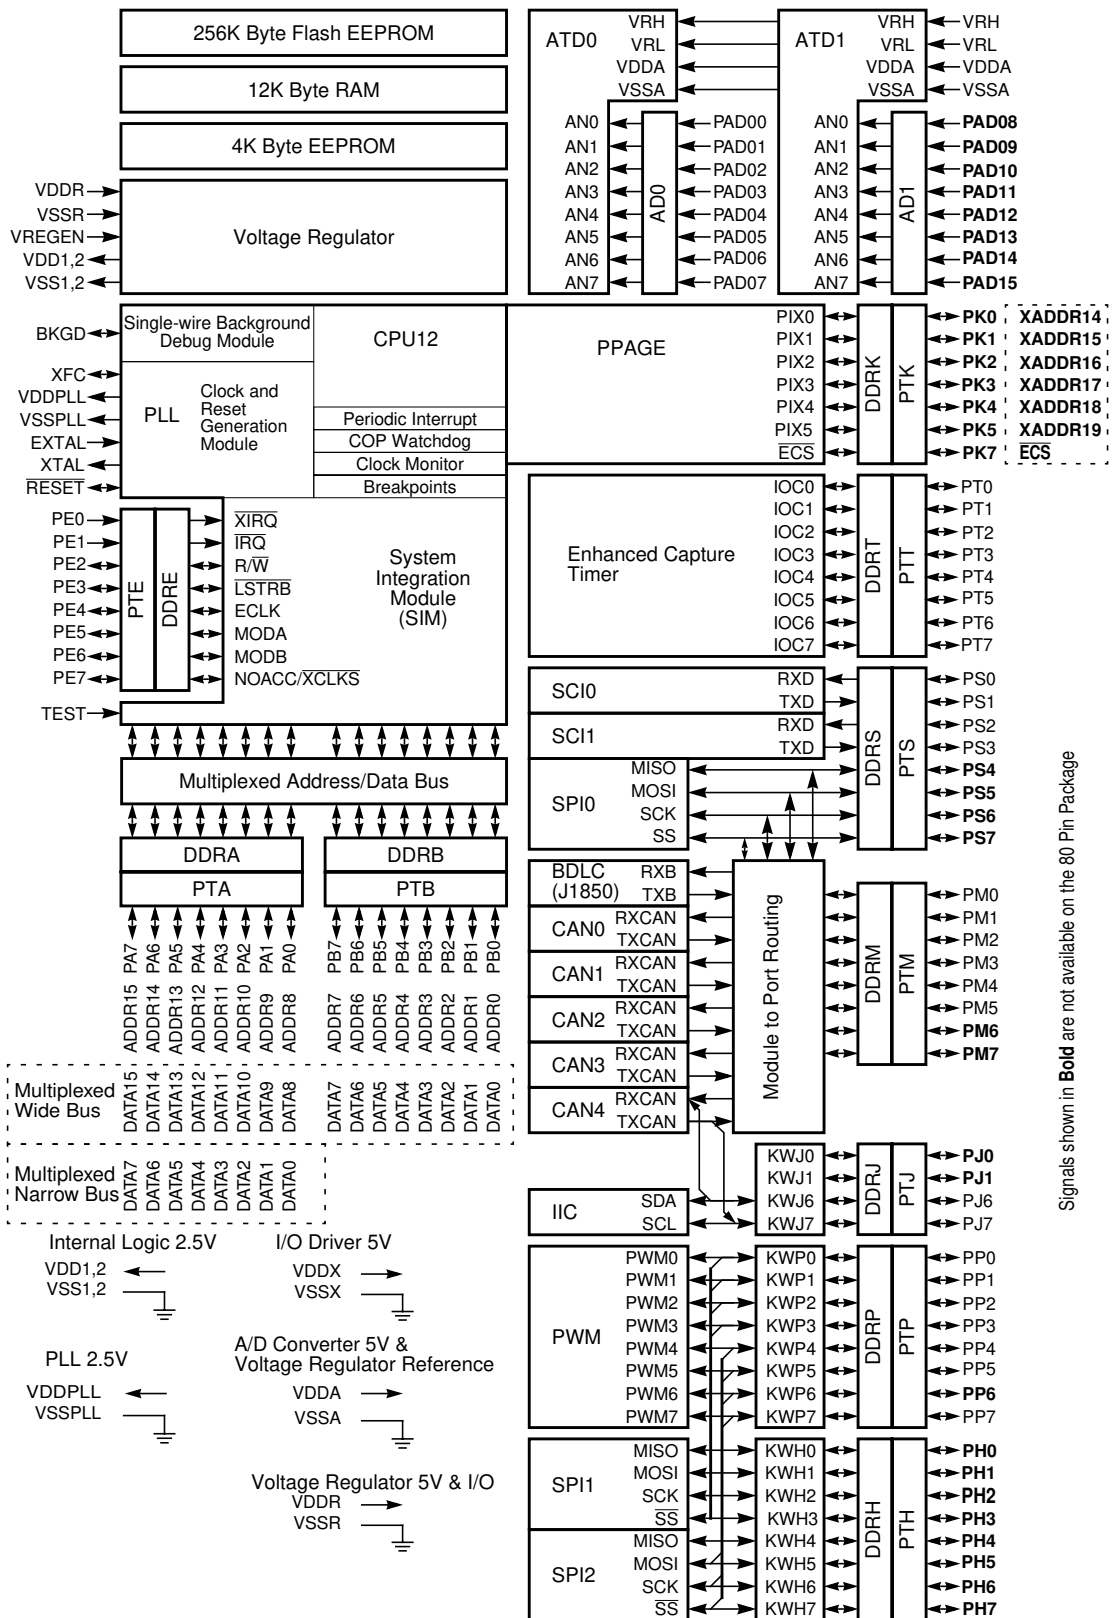 256K Byte Flash EEPROM
12K Byte RAM
4K Byte EEPROM
VDDR
VSSR
VREGEN
VDD1,2
VSS1,2
Voltage Regulator
ATD0
VRH
VRL
VDDA
VSSA
AN0
AN1
AN2
AN3
AN4
AN5
AN6
AN7
AD0
PAD00
PAD01
PAD02
PAD03
PAD04
PAD05
PAD06
PAD07
ATD1
VRH
VRL
VDDA
VSSA
VRH
VRL
VDDA
VSSA
AN0
AN1
AN2
AN3
AN4
AN5
AN6
AN7
AD1
PAD08
PAD09
PAD10
PAD11
PAD12
PAD13
PAD14
PAD15
BKGD
XFC
VDDPLL
VSSPLL
EXTAL
XTAL
RESET
Single-wire Background
Debug Module
CPU12
PLL
Clock and
Reset
Generation
Module
Periodic Interrupt
COP Watchdog
Clock Monitor
Breakpoints
PPAGE
PIX0
PIX1
PIX2
PIX3
PIX4
PIX5
ECS
DDRK
PTK
PK0 XADDR14
PK1 XADDR15
PK2 XADDR16
PK3 XADDR17
PK4 XADDR18
PK5 XADDR19
PK7 ECS
PE0
PE1
PE2
PE3
PE4
PE5
PE6
PE7
TEST
PTE
DDRE
XIRQ
IRQ
R/W
LSTRB
ECLK
MODA
MODB
NOACC/XCLKS
System
Integration
Module
(SIM)
Enhanced Capture
Timer
IOC0
IOC1
IOC2
IOC3
IOC4
IOC5
IOC6
IOC7
DDRT
PTT
PT0
PT1
PT2
PT3
PT4
PT5
PT6
PT7
SCI0
RXD
TXD
SCI1
RXD
TXD
SPI0
MISO
MOSI
SCK
SS
DDRS
PTS
PS0
PS1
PS2
PS3
PS4
PS5
PS6
PS7
Multiplexed Address/Data Bus
DDRA
PTA
DDRB
PTB
PA7
PA6
PA5
PA4
PA3
PA2
PA1
PA0
PB7
PB6
PB5
PB4
PB3
PB2
PB1
PB0
ADDR15
ADDR14
ADDR13
ADDR12
ADDR11
ADDR10
ADDR9
ADDR8
ADDR7
ADDR6
ADDR5
ADDR4
ADDR3
ADDR2
ADDR1
ADDR0
Multiplexed
Wide Bus
DATA15
DATA14
DATA13
DATA12
DATA11
DATA10
DATA9
DATA8
DATA7
DATA6
DATA5
DATA4
DATA3
DATA2
DATA1
DATA0
Multiplexed
Narrow Bus
DATA7
DATA6
DATA5
DATA4
DATA3
DATA2
DATA1
DATA0
BDLC
(J1850)
RXB
TXB
CAN0
RXCAN
TXCAN
CAN1
RXCAN
TXCAN
CAN2
RXCAN
TXCAN
CAN3
RXCAN
TXCAN
CAN4
RXCAN
TXCAN
Module to Port Routing
DDRM
PTM
PM0
PM1
PM2
PM3
PM4
PM5
PM6
PM7
IIC
SDA
SCL
KWJ0
KWJ1
KWJ6
KWJ7
DDRJ
PTJ
PJ0
PJ1
PJ6
PJ7
PWM
PWM0
PWM1
PWM2
PWM3
PWM4
PWM5
PWM6
PWM7
KWP0
KWP1
KWP2
KWP3
KWP4
KWP5
KWP6
KWP7
DDRP
PTP
PP0
PP1
PP2
PP3
PP4
PP5
PP6
PP7
SPI1
MISO
MOSI
SCK
SS
SPI2
MISO
MOSI
SCK
SS
KWH0
KWH1
KWH2
KWH3
KWH4
KWH5
KWH6
KWH7
DDRH
PTH
PH0
PH1
PH2
PH3
PH4
PH5
PH6
PH7
Internal Logic 2.5V
VDD1,2
VSS1,2
I/O Driver 5V
VDDX
VSSX
PLL 2.5V
VDDPLL
VSSPLL
A/D Converter 5V &
Voltage Regulator Reference
VDDA
VSSA
Voltage Regulator 5V & I/O
VDDR
VSSR
Signals shown in Bold are not available on the 80 Pin Package